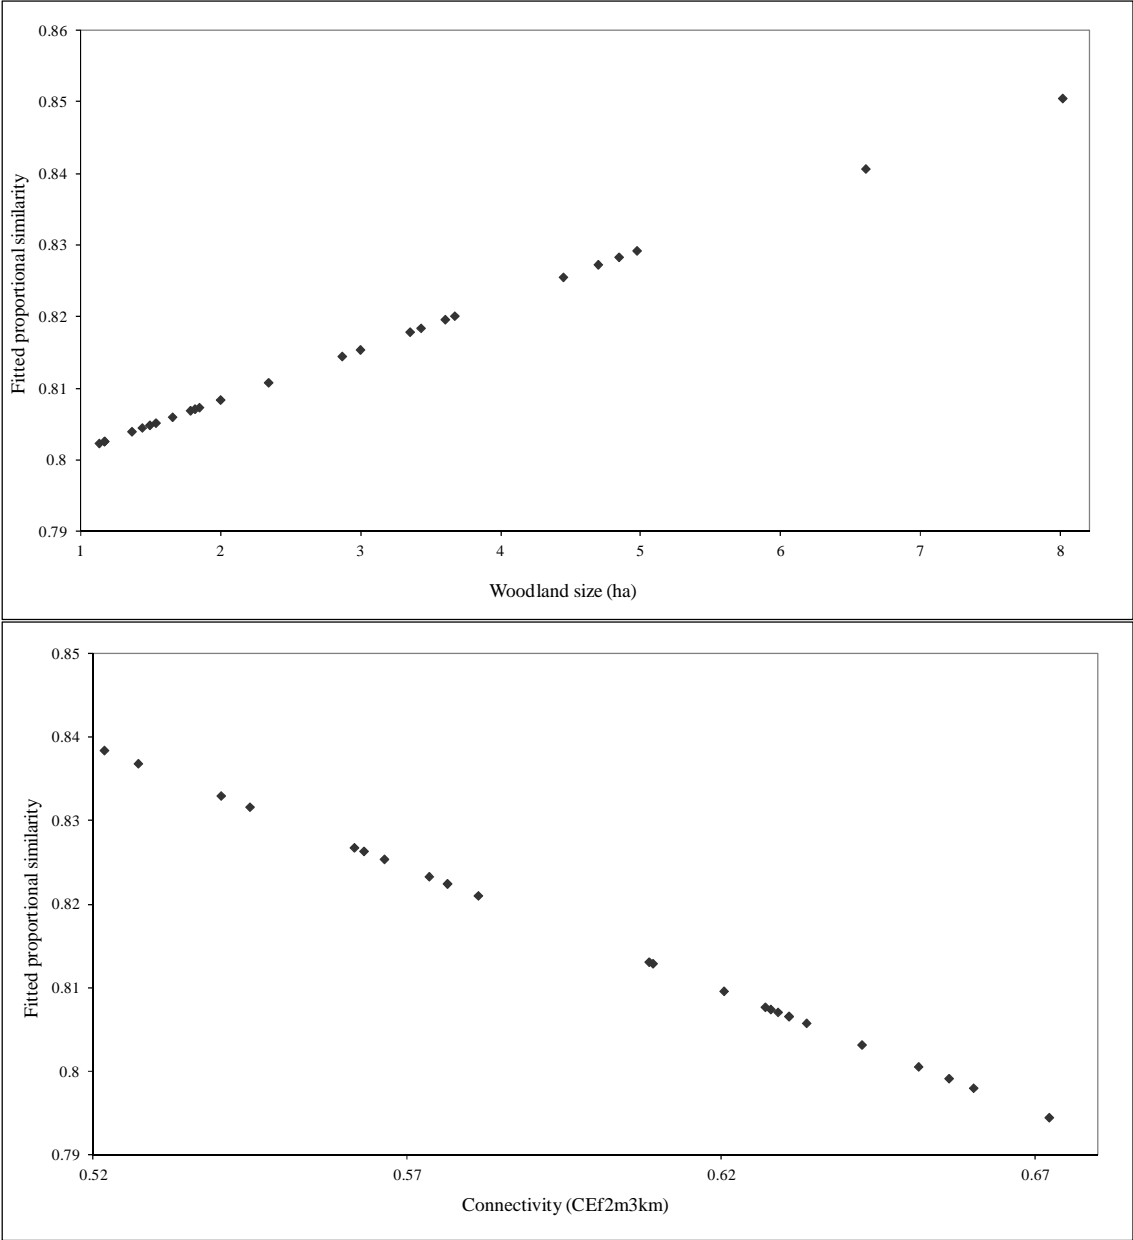 0.86
0.85
0.84
0.83
0.82
0.81
0.8
0.79
Fitted proportional similarity
1 2 3 4 5 6 7 8
Woodland size (ha)
0.85
0.84
0.83
0.82
0.81
0.8
0.79
Fitted proportional similarity
0.52 0.57 0.62 0.67
Connectivity (CEf2m3km)